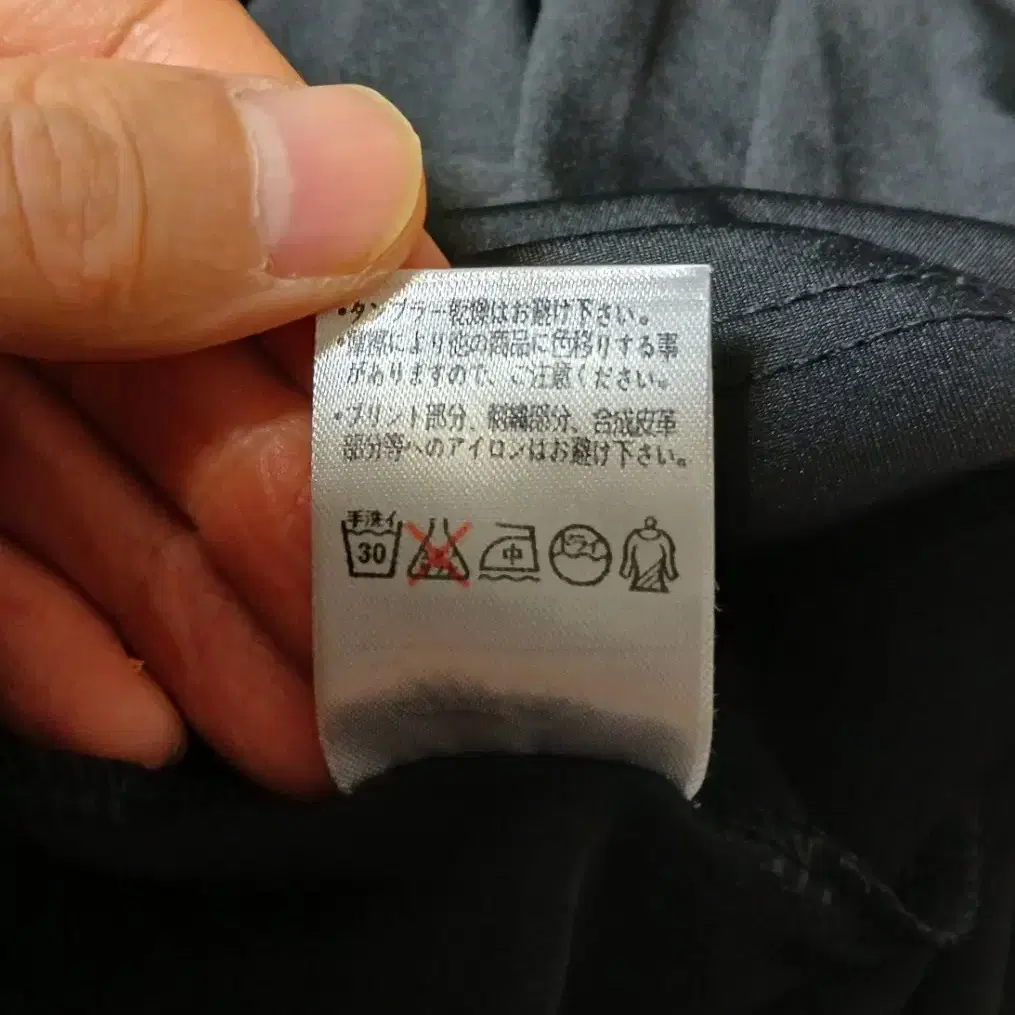 ・タンブラー乾燥はお避け下さい。
により他の商品に色移りする事
がありますので、ご注意ください。
・プリント部分、刺繍部分、合成皮革
部分等へのアイロンはお避け下さい。
手洗イ
30
中
ドライ